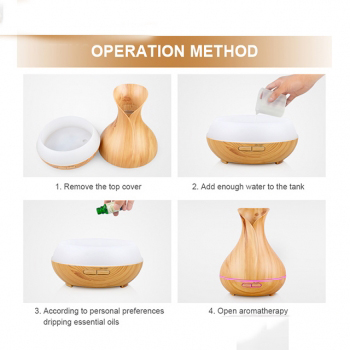 OPERATION METHOD
1. Remove the top cover
2. Add enough water to the tank
3. According to personal preferences
dripping essential oils
4. Open aromatherapy